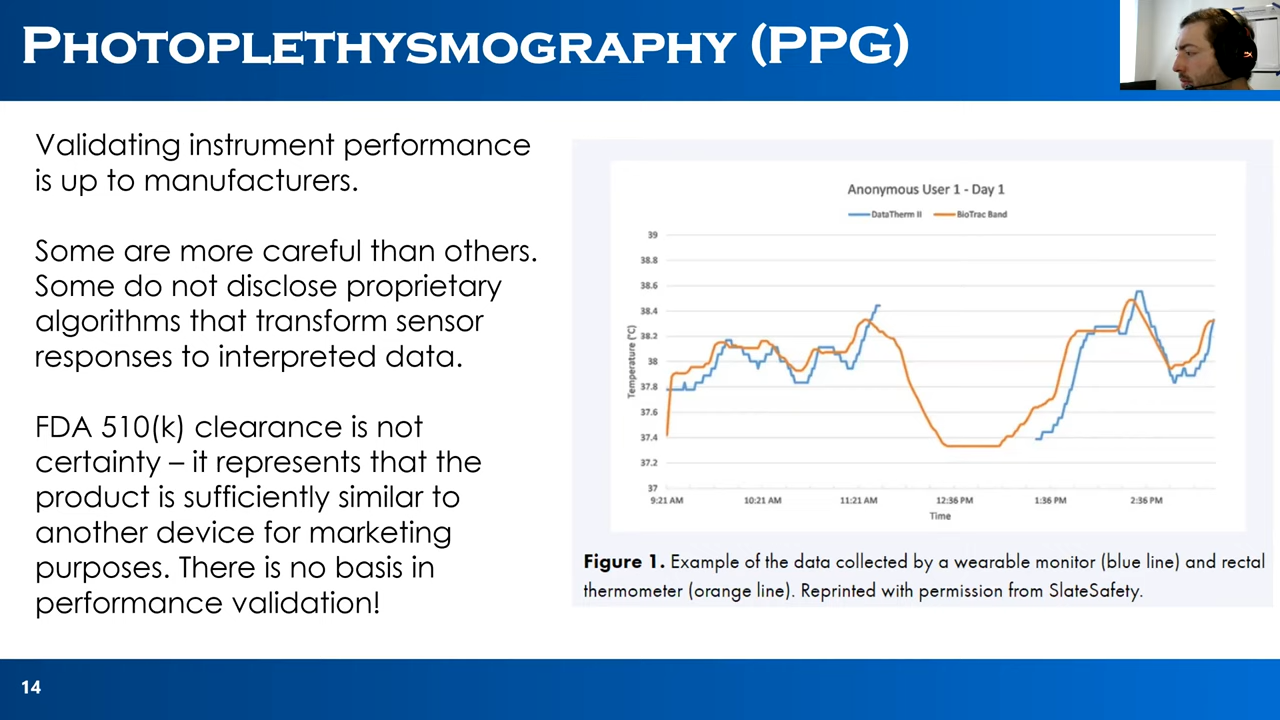 PHOTOPLETHYSMOGRAPHY (PPG)
Validating instrument performance
is up to manufacturers.
Some are more careful than others.
Some do not disclose proprietary
algorithms that transform sensor
responses to interpreted data.
FDA 510(k) clearance is not
certainty – it represents that the
product is sufficiently similar to
another device for marketing
purposes. There is no basis in
performance validation!
Anonymous User 1 - Day 1
DataTherm II BioTrac Band
39
38.8
38.6
38.4
38.2
38
37.8
37.6
37.4
37.2
37
Temperature (°C)
9:21 AM 10:21 AM 11:21 AM 12:36 PM 1:36 PM 2:36 PM
Time
Figure 1. Example of the data collected by a wearable monitor (blue line) and rectal
thermometer (orange line). Reprinted with permission from SlateSafety.
14